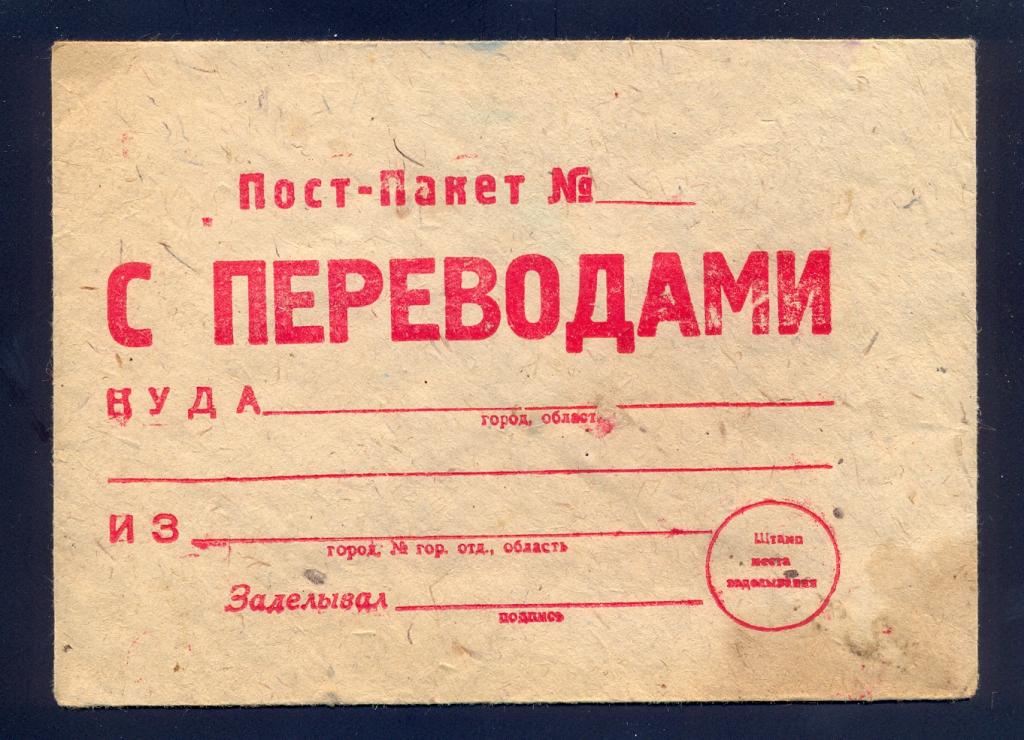 Пост-Пакет №
С ПЕРЕВОДАМИ
КУДА
город, област
ИЗ
город, № гор. отд., область
Штамп
места
заделывания
Заделывал
подпись